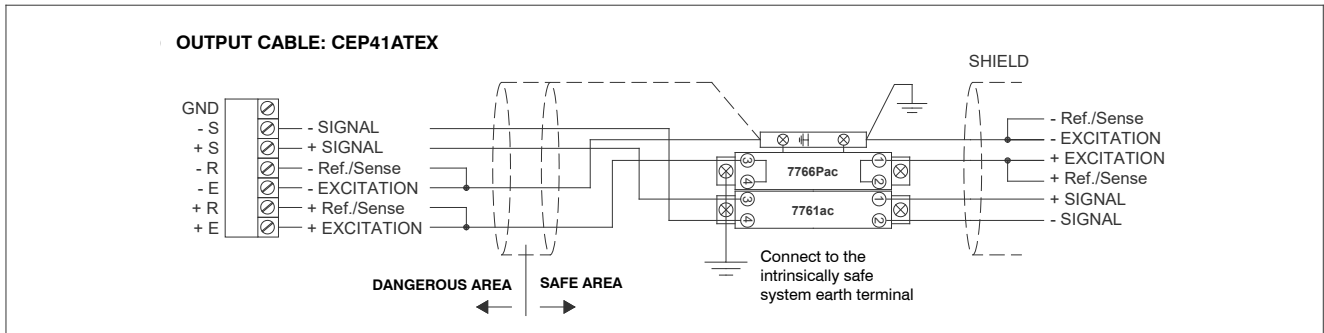 OUTPUT CABLE: CEP41ATEX
SHIELD
GND
- S
+ S
- R
- E
+ R
+ E
- SIGNAL
+ SIGNAL
- Ref./Sense
- EXCITATION
+ Ref./Sense
+ EXCITATION
3
4
7766Pac
1
2
3
4
7761ac
1
2
- Ref./Sense
- EXCITATION
+ EXCITATION
+ Ref./Sense
+ SIGNAL
- SIGNAL
Connect to the
intrinsically safe
system earth terminal
DANGEROUS AREA
SAFE AREA